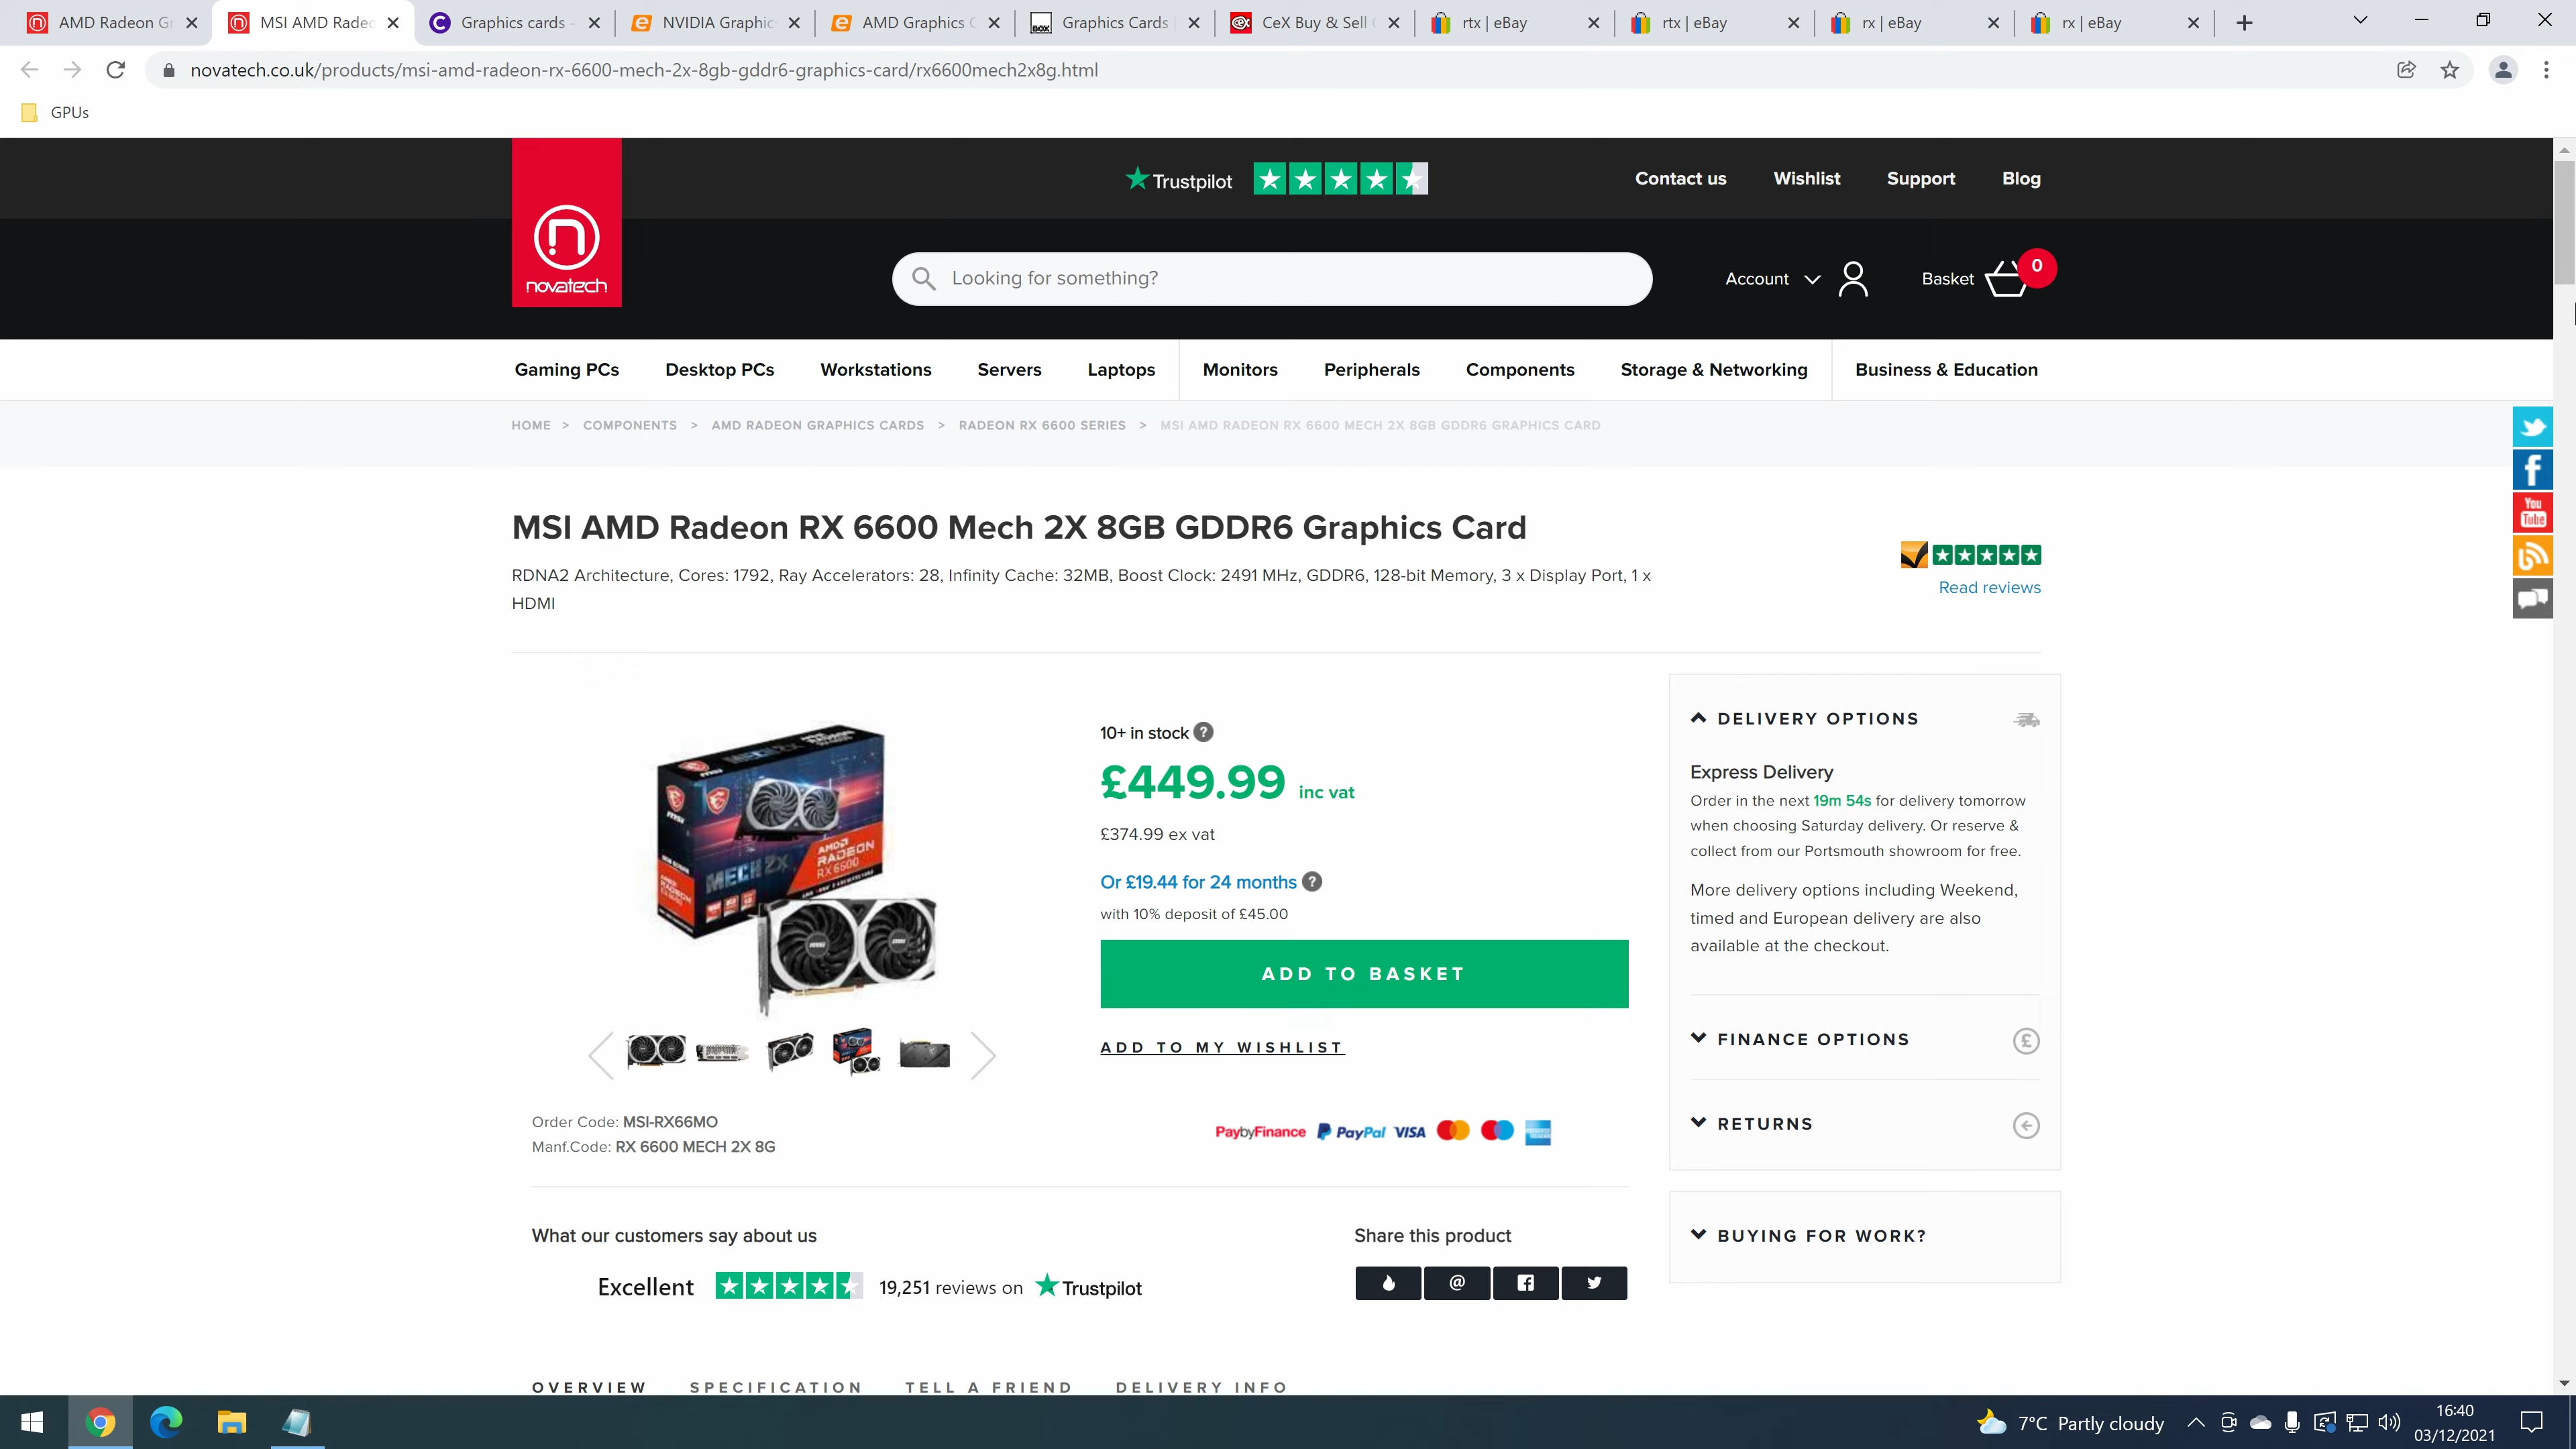 AMD Radeon Gr
MSI AMD Radec
Graphics cards -
NVIDIA Graphic
AMD Graphics C
Graphics Cards |
CeX Buy & Sell
rtx | eBay
rtx | eBay
rx | eBay
rx | eBay
novatech.co.uk/products/msi-amd-radeon-rx-6600-mech-2x-8gb-gddr6-graphics-card/rx6600mech2x8g.html
GPUs
novatech
Trustpilot
Contact us
Wishlist
Support
Blog
Looking for something?
Account
Basket
0
Gaming PCs
Desktop PCs
Workstations
Servers
Laptops
Monitors
Peripherals
Components
Storage & Networking
Business & Education
HOME > COMPONENTS > AMD RADEON GRAPHICS CARDS > RADEON RX 6600 SERIES > MSI AMD RADEON RX 6600 MECH 2X 8GB GDDR6 GRAPHICS CARD
You
Tube
MSI AMD Radeon RX 6600 Mech 2X 8GB GDDR6 Graphics Card
RDNA2 Architecture, Cores: 1792, Ray Accelerators: 28, Infinity Cache: 32MB, Boost Clock: 2491 MHz, GDDR6, 128-bit Memory, 3 x Display Port, 1 x
HDMI
Read reviews
msi
MECH 2X
AMD
RADEON
RX 6600
10+ in stock ?
£449.99 inc vat
£374.99 ex vat
Or £19.44 for 24 months ?
with 10% deposit of £45.00
ADD TO BASKET
ADD TO MY WISHLIST
Order Code: MSI-RX66MO
Manf.Code: RX 6600 MECH 2X 8G
PaybyFinance PayPal VISA
DELIVERY OPTIONS
Express Delivery
Order in the next 19m 54s for delivery tomorrow
when choosing Saturday delivery. Or reserve &
collect from our Portsmouth showroom for free.
More delivery options including Weekend,
timed and European delivery are also
available at the checkout.
FINANCE OPTIONS
£
RETURNS
BUYING FOR WORK?
What our customers say about us
Excellent
19,251 reviews on Trustpilot
Share this product
OVERVIEW
SPECIFICATION
TELL A FRIEND
DELIVERY INFO
7°C Partly cloudy
16:40
03/12/2021